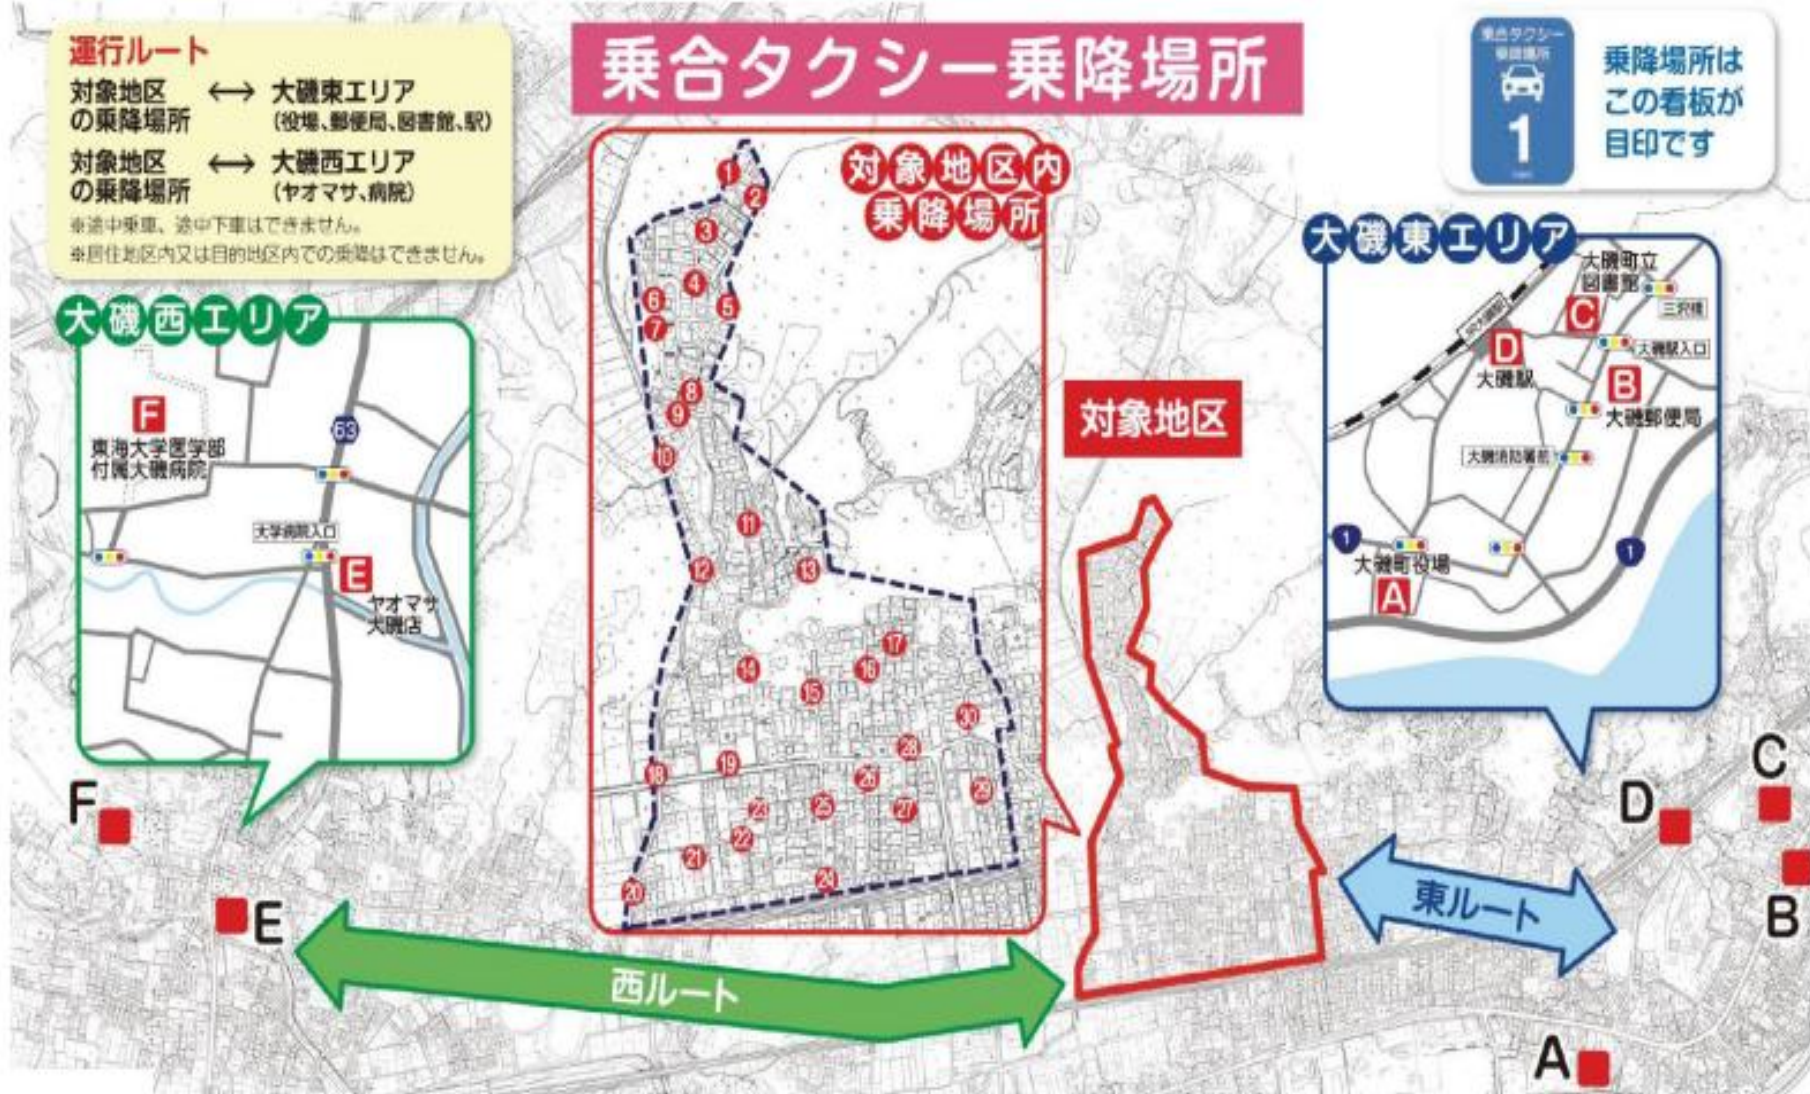 運行ルート
対象地区 ↔ 大磯東エリア
の乗降場所 (役場、郵便局、図書館、駅)
対象地区 ↔ 大磯西エリア
の乗降場所 (ヤオマサ、病院)
※途中乗車、途中下車はできません。
※居住地区内又は目的地区内での乗降はできません。
乗合タクシー乗降場所
乗合タクシー
乗降場所
1
乗降場所は
この看板が
目印です
大磯西エリア
F
東海大学医学部
付属大磯病院
63
大学病院入口
E
ヤオマサ
大磯店
対象地区内
乗降場所
1
2
3
4
5
6
7
8
9
10
11
12
13
14
15
16
17
18
19
20
21
22
23
24
25
26
27
28
29
30
対象地区
大磯東エリア
大磯町立
図書館
三沢橋
C
大磯駅入口
D
大磯駅
B
大磯郵便局
大磯消防署前
1
大磯町役場
A
1
F
E
西ルート
東ルート
D
C
B
A